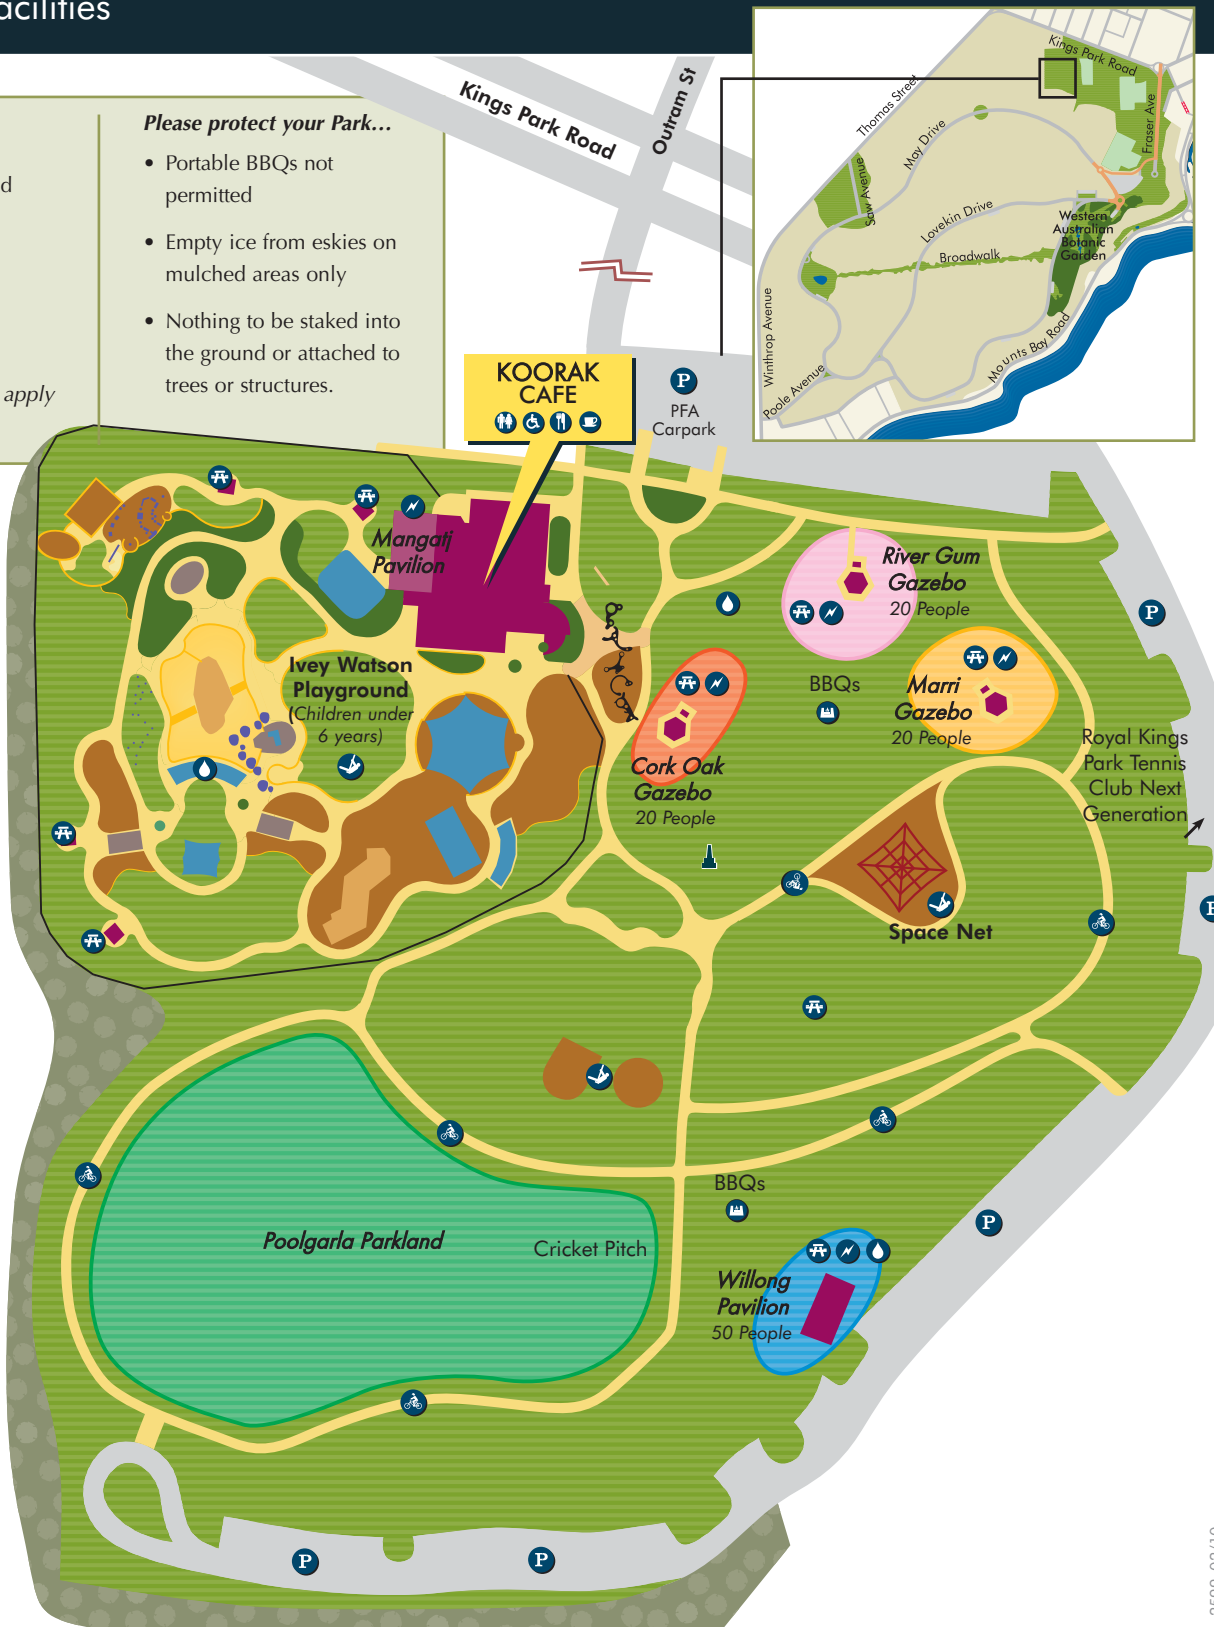 acilities
d
apply
Please protect your Park...
• Portable BBQs not
permitted
• Empty ice from eskies on
mulched areas only
• Nothing to be staked into
the ground or attached to
trees or structures.
Kings Park Road
Outram St
Kings Park Road
Thomas Street
May Drive
Fraser Ave
Saw Avenue
Lovekin Drive
Western
Australian
Botanic
Garden
Broadwalk
Winthrop Avenue
Mounts Bay Road
Poole Avenue
KOORAK
CAFE
P
PFA
Carpark
Mangatj
Pavilion
River Gum
Gazebo
20 People
P
Ivey Watson
Playground
(Children under
6 years)
BBQs
Marri
Gazebo
20 People
Cork Oak
Gazebo
20 People
Royal Kings
Park Tennis
Club Next
Generation
P
Space Net
BBQs
P
Poolgarla Parkland
Cricket Pitch
Willong
Pavilion
50 People
P
P